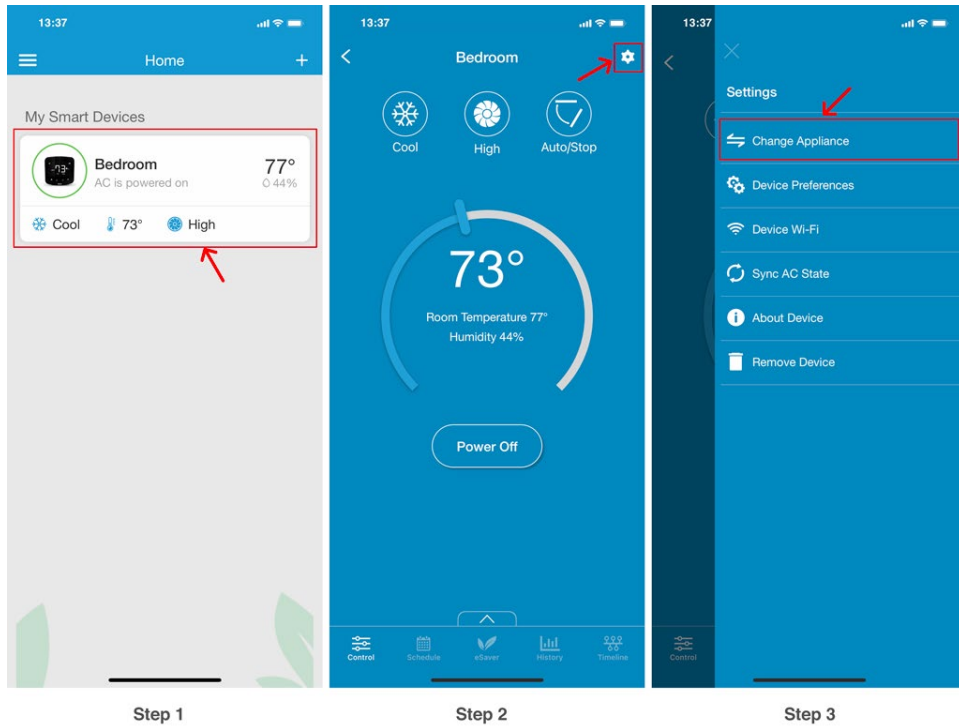 13:37
Home
My Smart Devices
-73-
Bedroom
77°
AC is powered on
44%
Cool
73°
High
Step 1
13:37
Bedroom
Cool
High
Auto/Stop
73°
Room Temperature 77°
Humidity 44%
Power Off
Control
Schedule
eSaver
History
Timeline
Step 2
13:37
Settings
Change Appliance
Device Preferences
Device Wi-Fi
Sync AC State
About Device
Remove Device
Control
Step 3